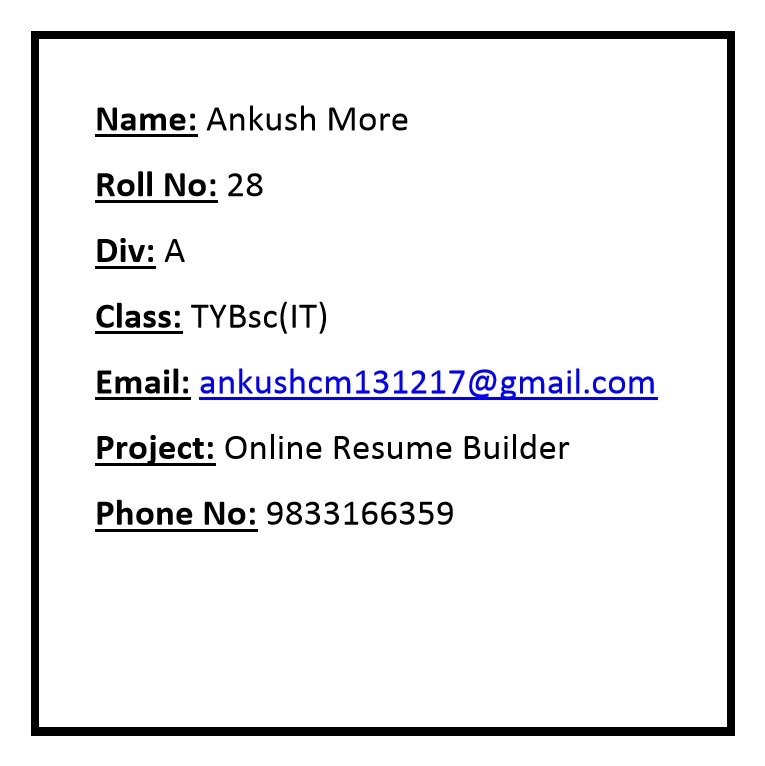 Name: Ankush More
Roll No: 28
Div: A
Class: TYBsc(IT)
Email: ankushcm131217@gmail.com
Project: Online Resume Builder
Phone No: 9833166359